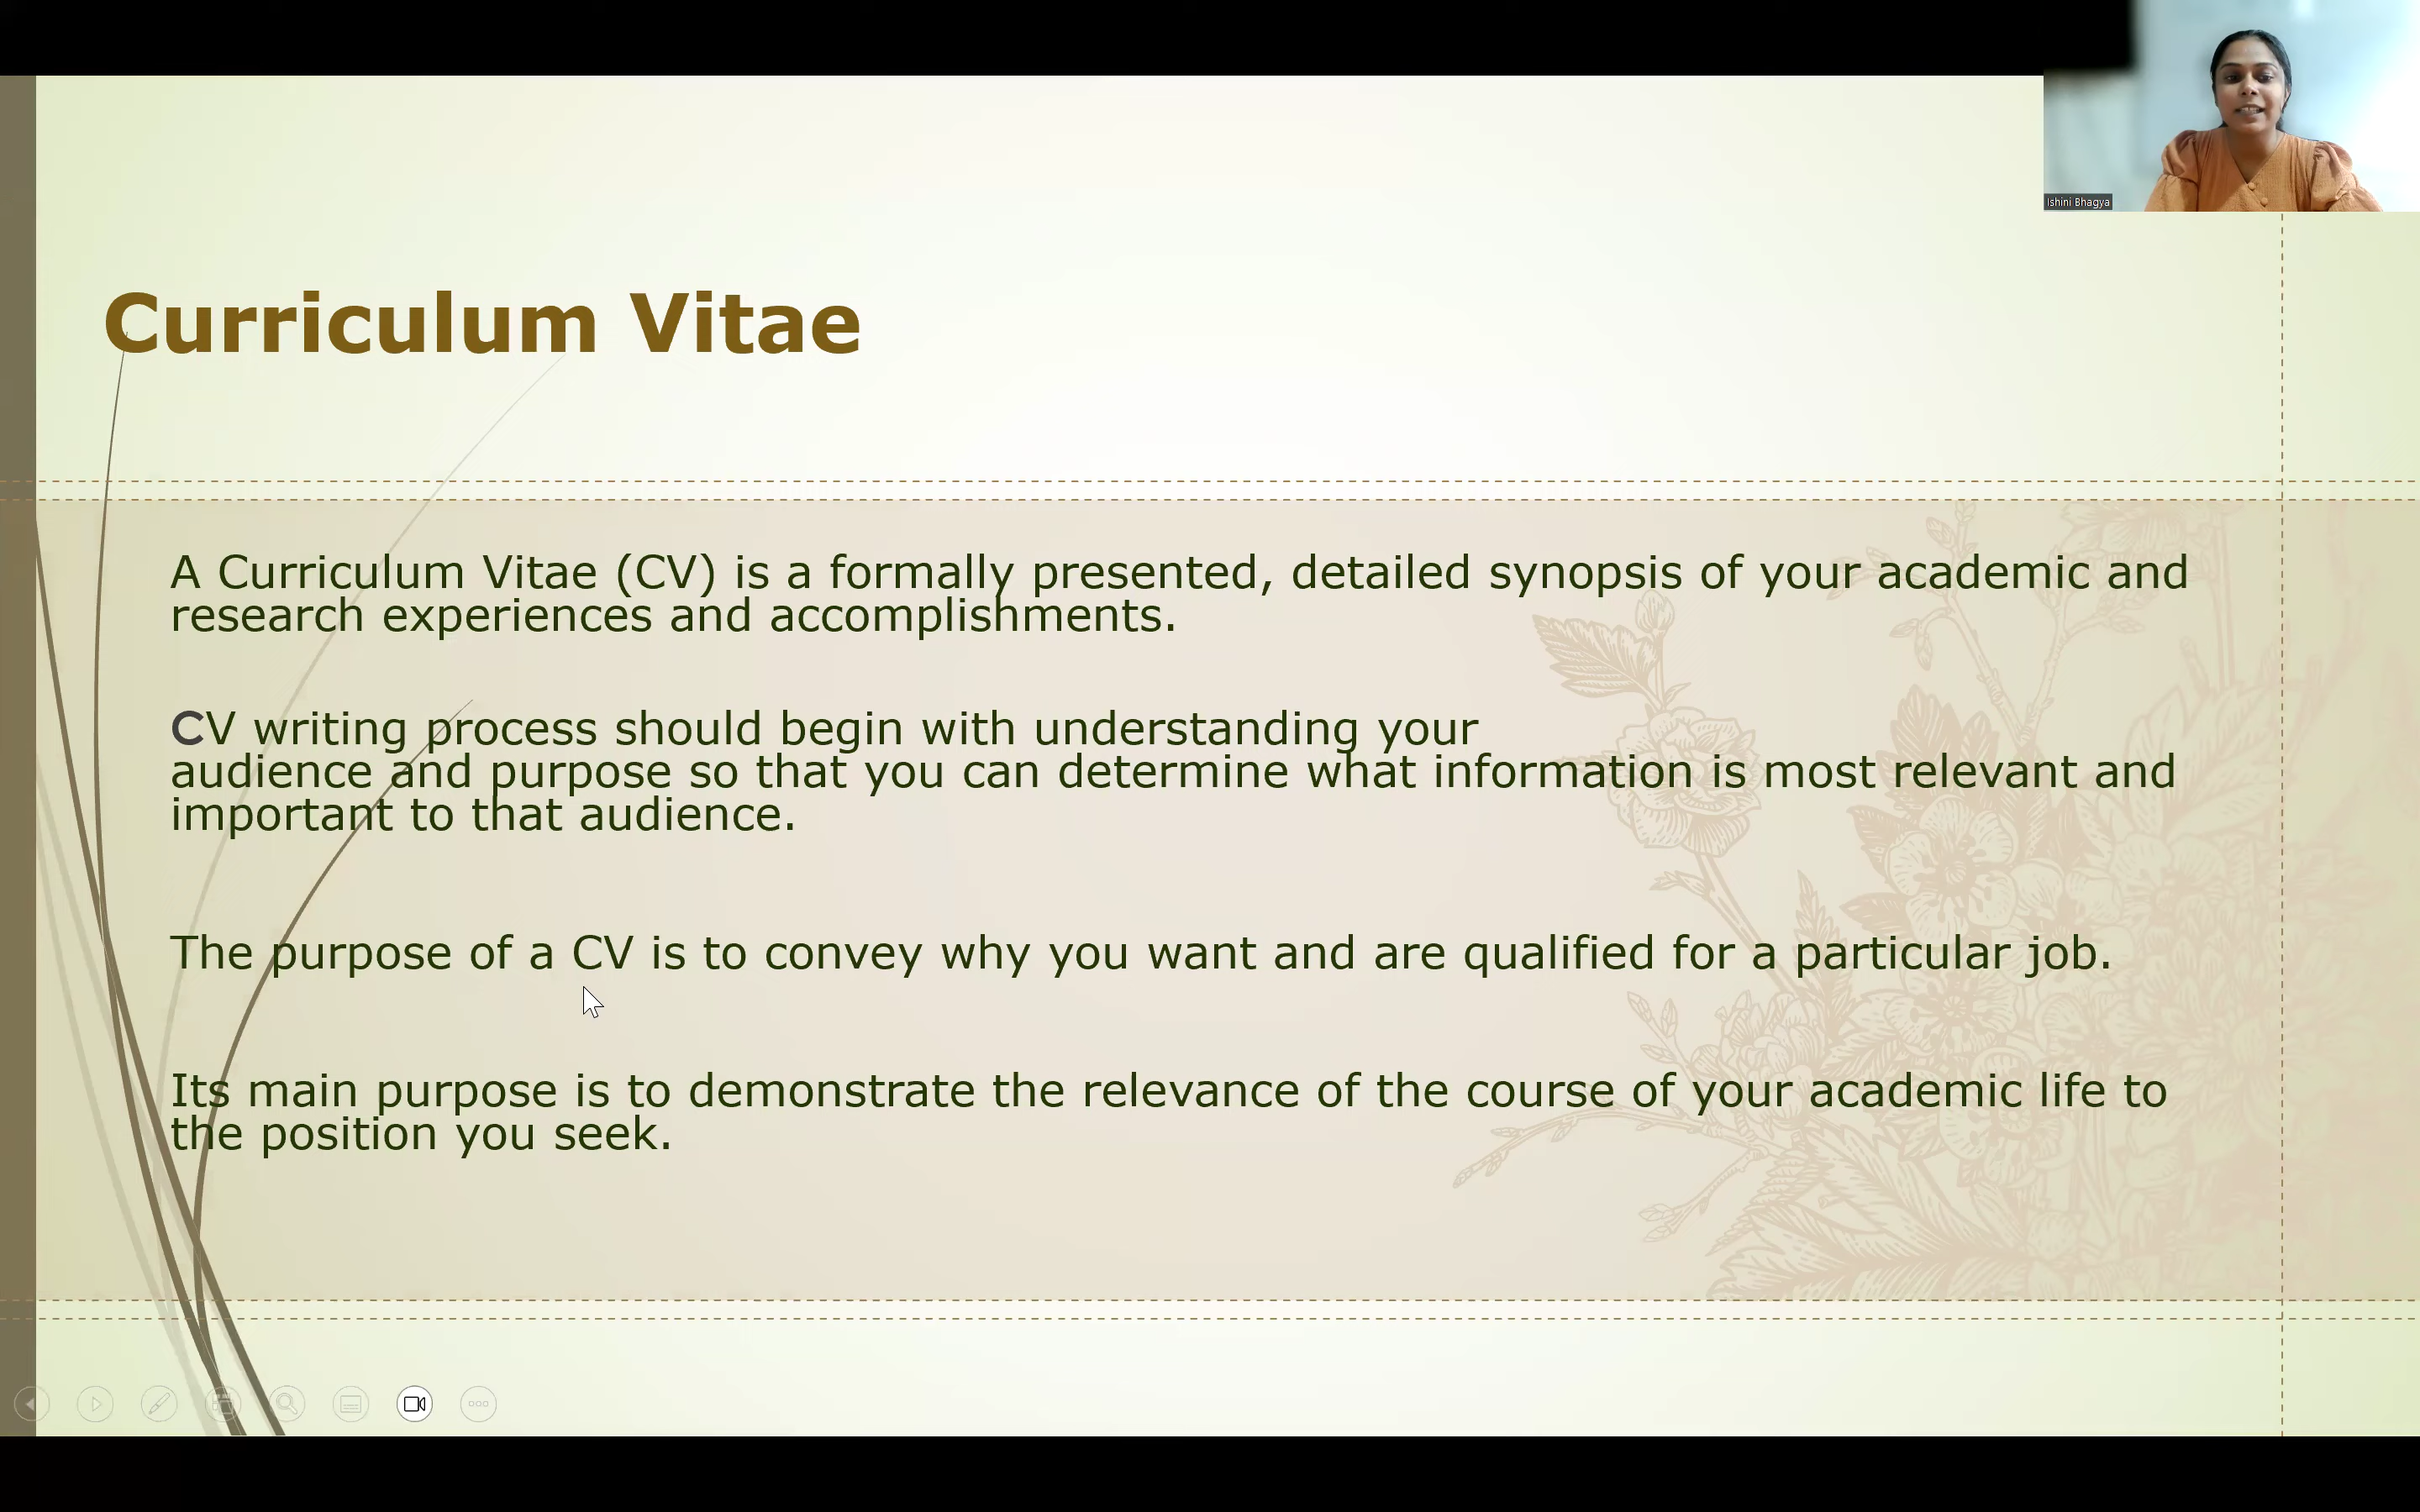 Ishini Bhagya
Curriculum Vitae
A Curriculum Vitae (CV) is a formally presented, detailed synopsis of your academic and
research experiences and accomplishments.
CV writing process should begin with understanding your
audience and purpose so that you can determine what information is most relevant and
important to that audience.
The purpose of a CV is to convey why you want and are qualified for a particular job.
Its main purpose is to demonstrate the relevance of the course of your academic life to
the position you seek.